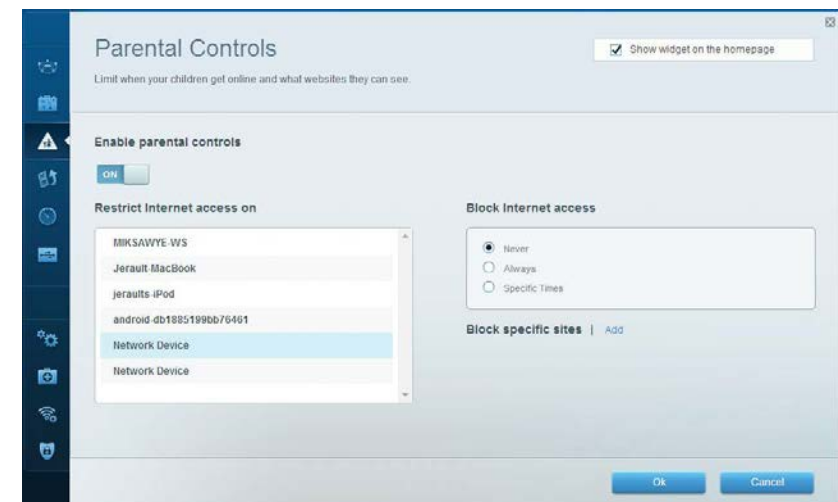 Parental Controls
Show widget on the homepage
Limit when your children get online and what websites they can see.
Enable parental controls
ON
Restrict Internet access on
Block Internet access
MIKSAWYE-WS
Jerault-MacBook
jeraults-iPod
android-db1885199bb76461
Network Device
Network Device
Never
Always
Specific Times
Block specific sites | Add
Ok
Cancel